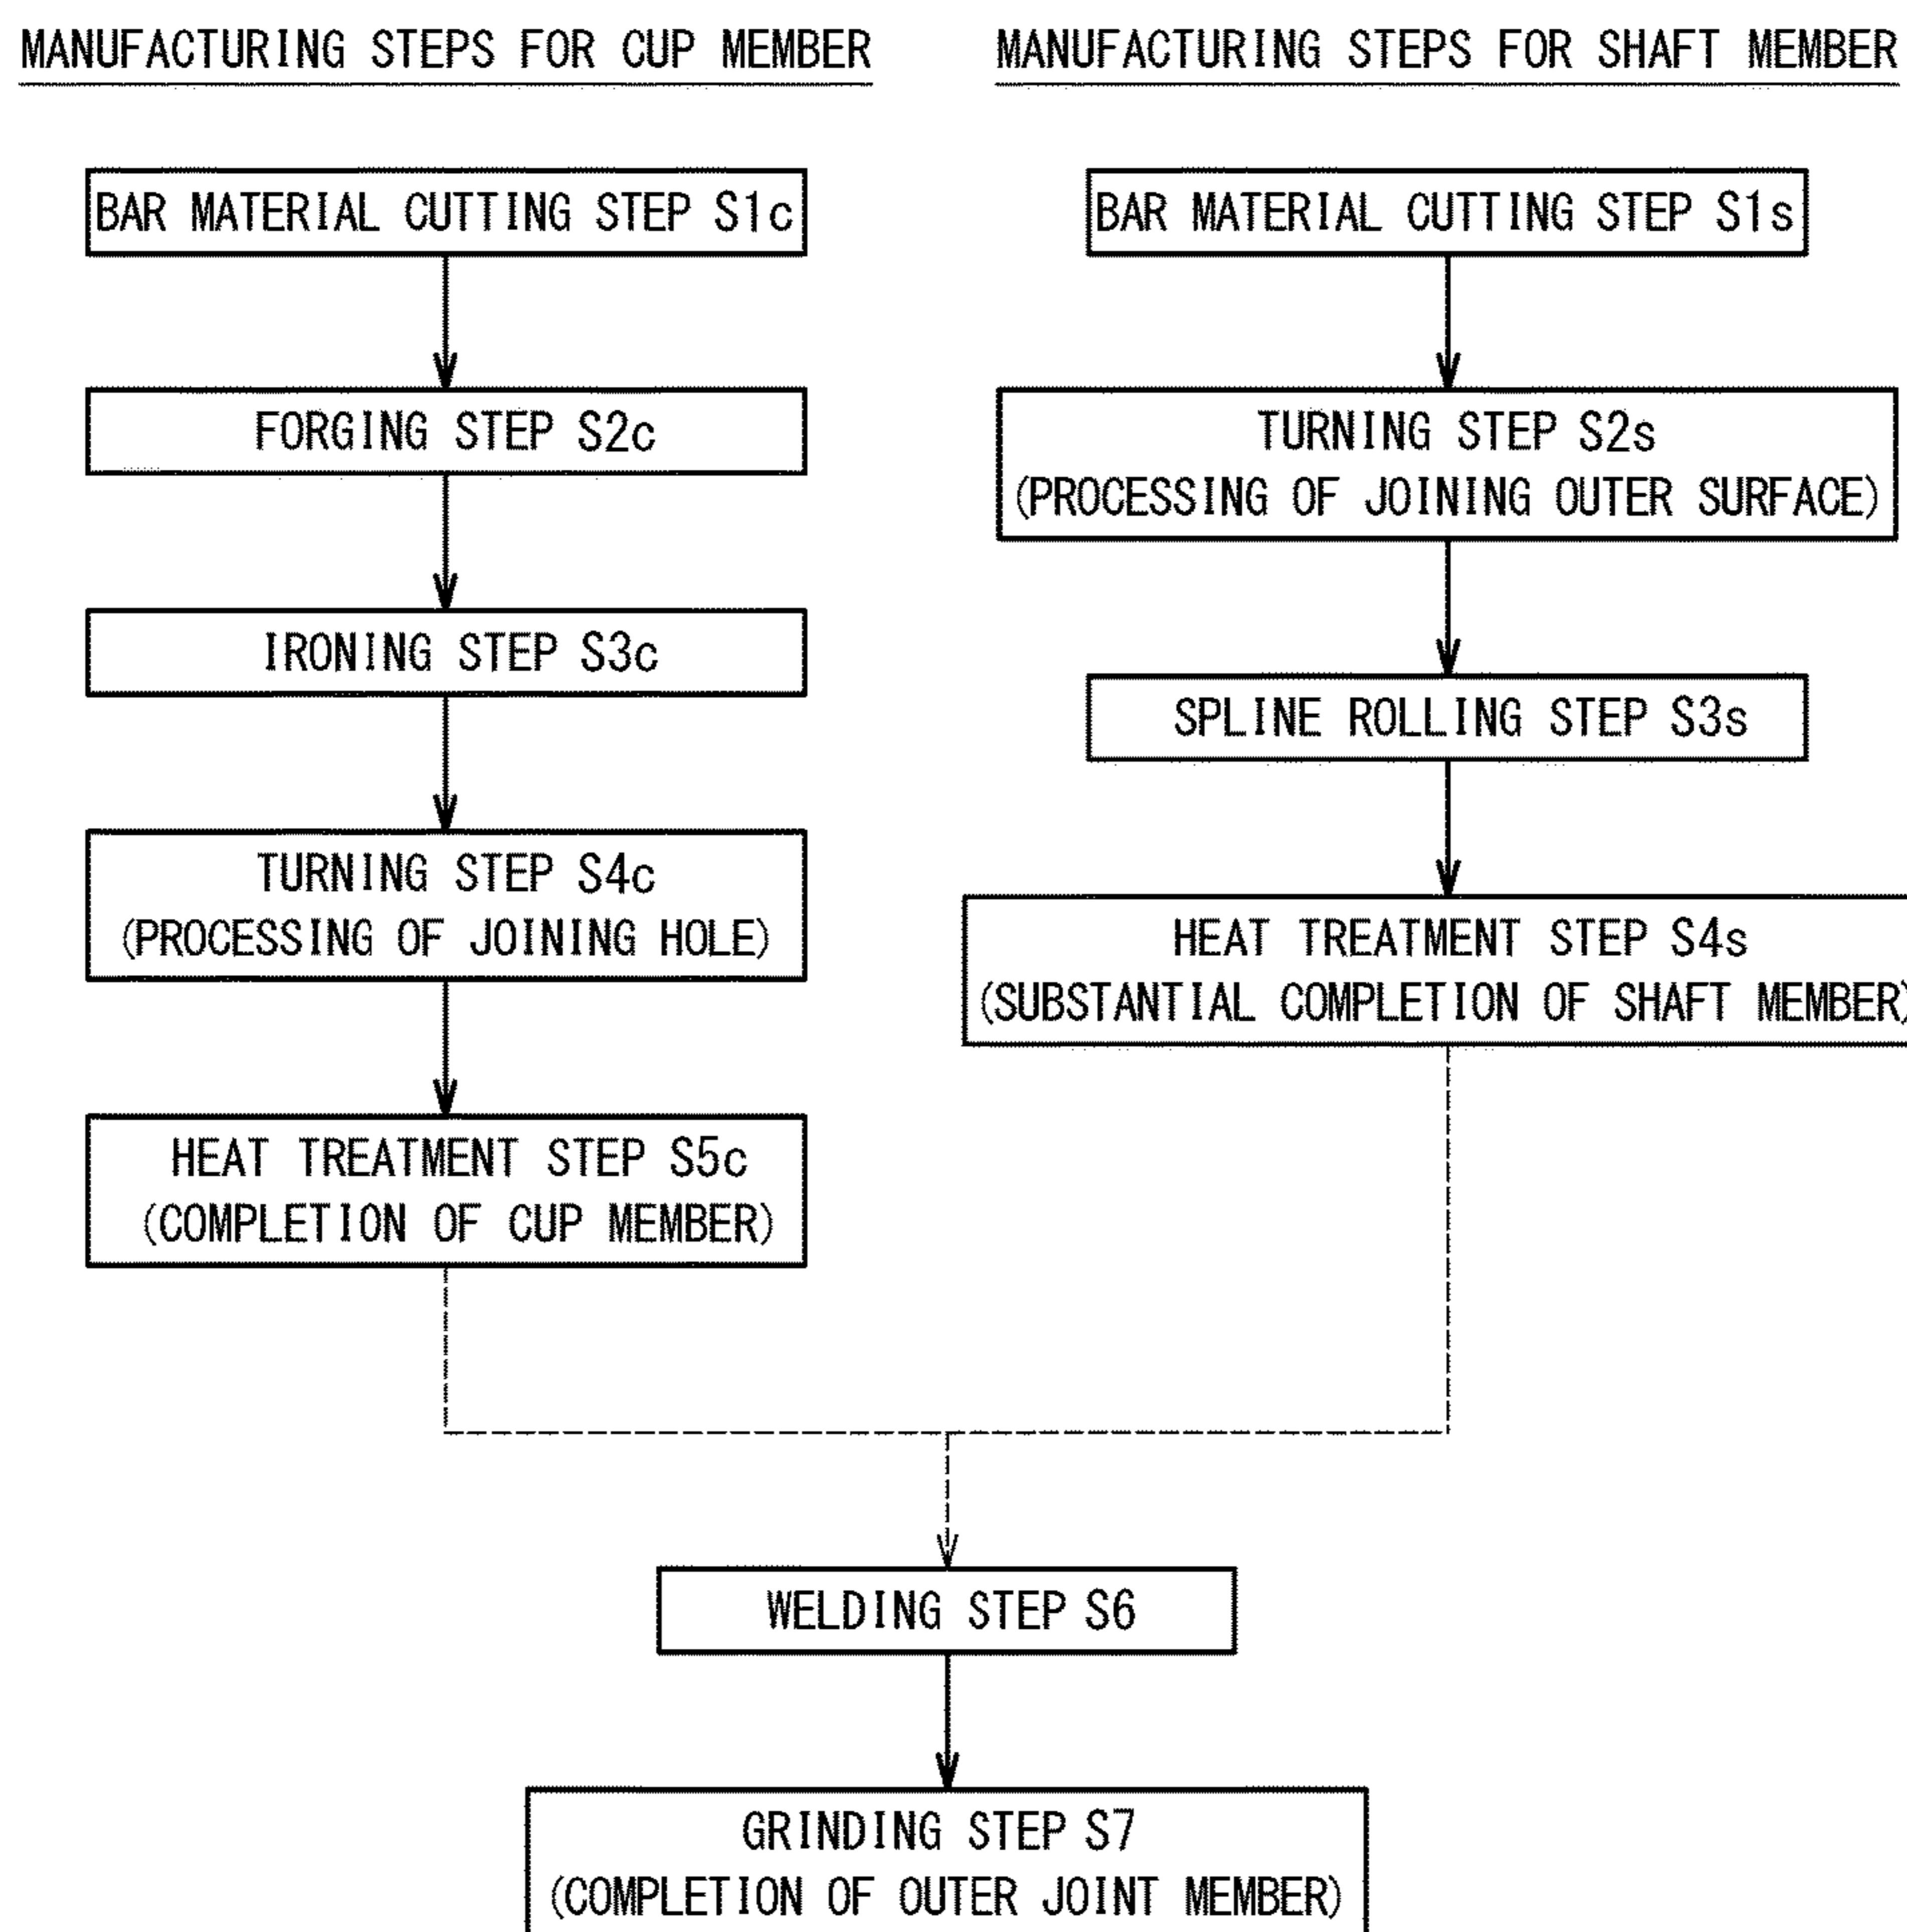 MANUFACTURING STEPS FOR CUP MEMBER
BAR MATERIAL CUTTING STEP S1c
FORGING STEP S2c
IRONING STEP S3c
TURNING STEP S4c
(PROCESSING OF JOINING HOLE)
HEAT TREATMENT STEP S5c
(COMPLETION OF CUP MEMBER)
MANUFACTURING STEPS FOR SHAFT MEMBER
BAR MATERIAL CUTTING STEP S1s
TURNING STEP S2s
(PROCESSING OF JOINING OUTER SURFACE)
SPLINE ROLLING STEP S3s
HEAT TREATMENT STEP S4s
(SUBSTANTIAL COMPLETION OF SHAFT MEMBER)
WELDING STEP S6
GRINDING STEP S7
(COMPLETION OF OUTER JOINT MEMBER)